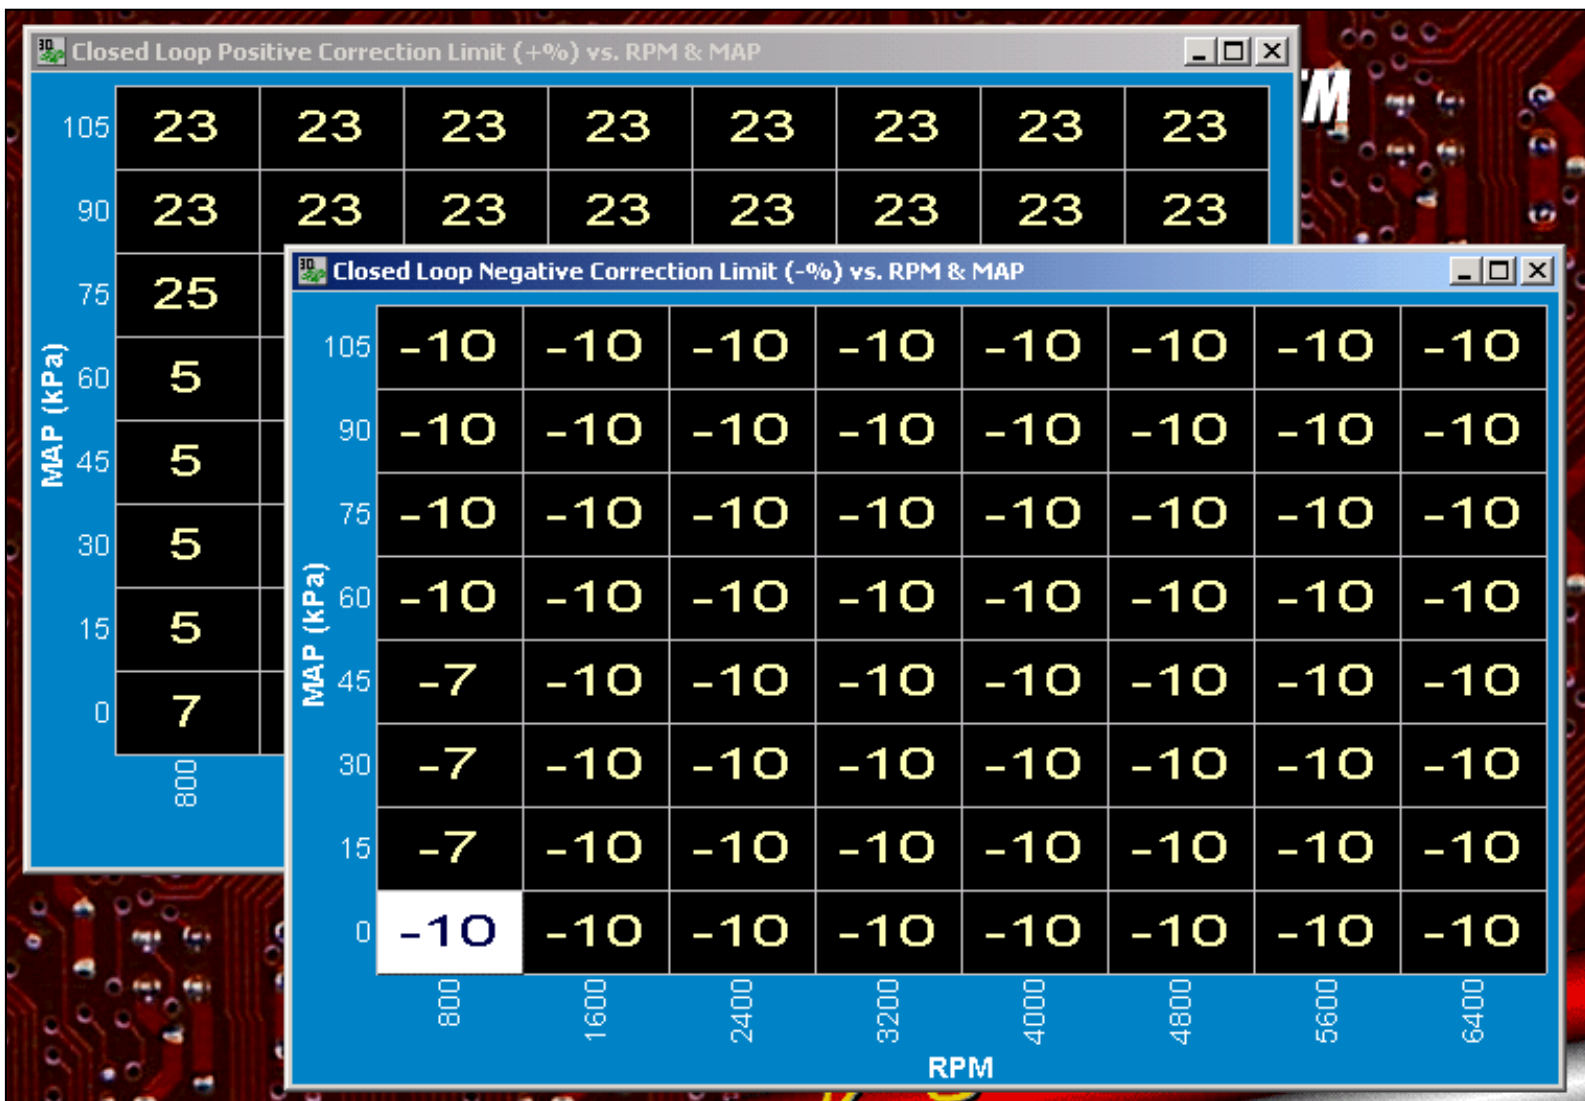 Closed Loop Positive Correction Limit (+%) vs. RPM & MAP
105 23 23 23 23 23 23 23 23
90 23 23 23 23 23 23 23 23
75 25
60 5
45 5
30 5
15 5
0 7
MAP (kPa)
800
TM
Closed Loop Negative Correction Limit (-%) vs. RPM & MAP
105 -10 -10 -10 -10 -10 -10 -10 -10
90 -10 -10 -10 -10 -10 -10 -10 -10
75 -10 -10 -10 -10 -10 -10 -10 -10
60 -10 -10 -10 -10 -10 -10 -10 -10
45 -7 -10 -10 -10 -10 -10 -10 -10
30 -7 -10 -10 -10 -10 -10 -10 -10
15 -7 -10 -10 -10 -10 -10 -10 -10
0 -10 -10 -10 -10 -10 -10 -10 -10
MAP (kPa)
800 1600 2400 3200 4000 4800 5600 6400
RPM